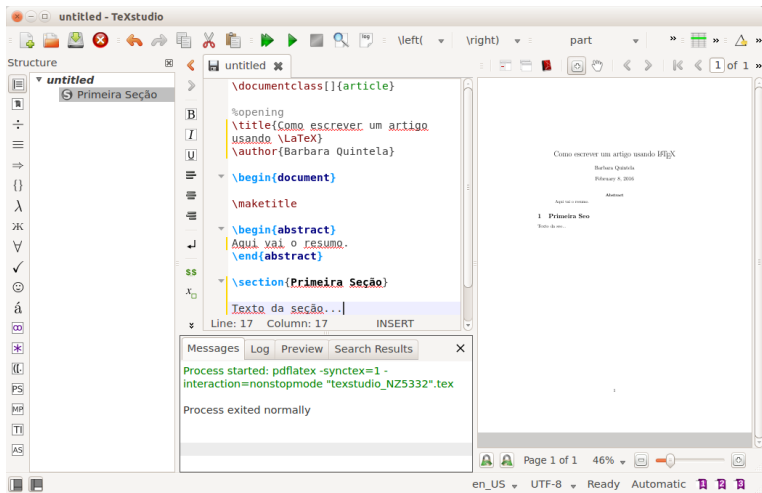 untitled - TeXstudio
\left(
\right)
part
»
»
»
Structure
untitled
Primeira Seção
untitled
1 of 1 »
\documentclass[]{article}
%opening
\title{Como escrever um artigo
usando \LaTeX}
\author{Barbara Quintela}
\begin{document}
\maketitle
\begin{abstract}
Aqui vai o resumo.
\end{abstract}
\section{Primeira Seção}
Texto da seção...
Line: 17 Column: 17 INSERT
Messages Log Preview Search Results X
Process started: pdflatex -synctex=1 -
interaction=nonstopmode "texstudio_NZ5332".tex
Process exited normally
Como escrever um artigo usando LaTeX
Barbara Quintela
February 8, 2016
Abstract
Aqui vai o resumo.
1 Primeira Seo
Texto da seo...
Page 1 of 1 46%
en_US UTF-8 Ready Automatic